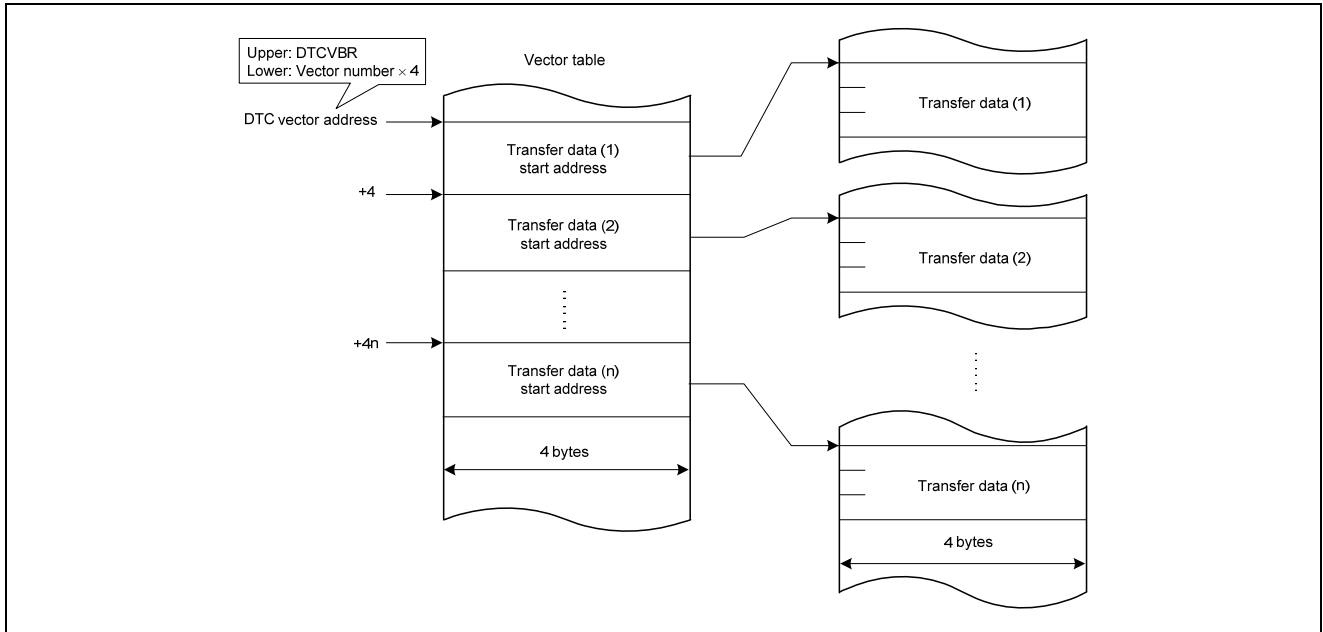 Upper: DTCVBR
Lower: Vector number × 4
Vector table
DTC vector address
Transfer data (1)
start address
+4
Transfer data (2)
start address
+4n
Transfer data (n)
start address
4 bytes
Transfer data (1)
Transfer data (2)
Transfer data (n)
4 bytes